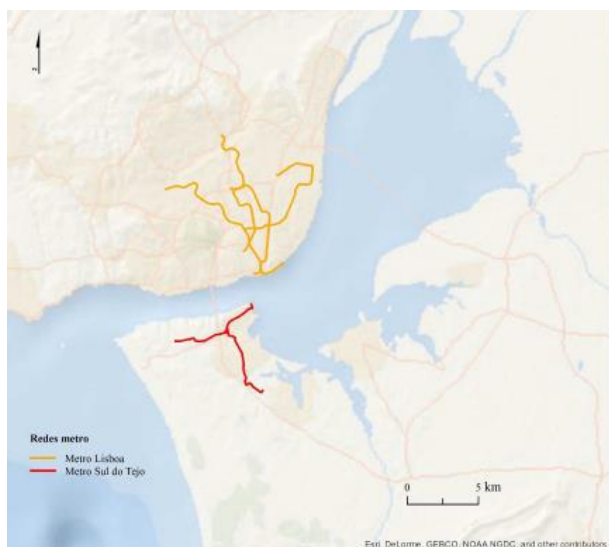 Redes metro
Metro Lisboa
Metro Sul do Tejo
0 5 km
Esri, DeLorme, GEBCO, NOAA NGDC, and other contributors